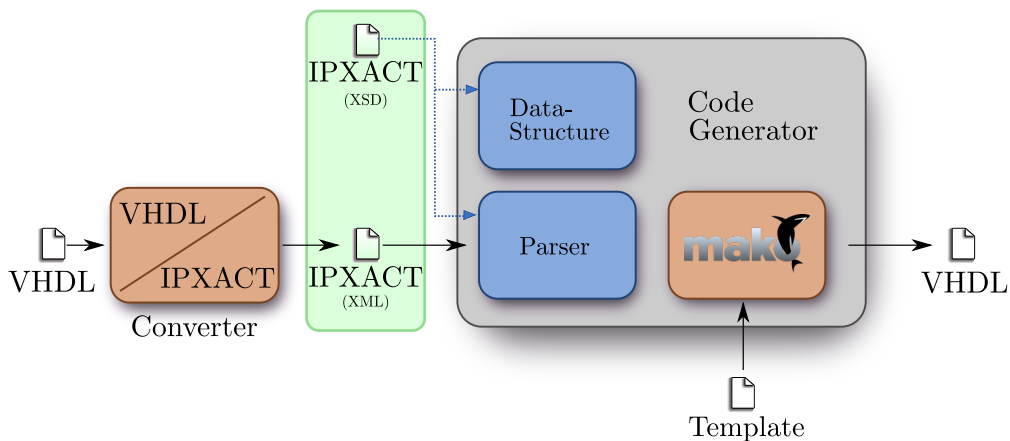 IPXACT
(XSD)
Data-
Structure
Code
Generator
VHDL
VHDL
IPXACT
Converter
IPXACT
(XML)
Parser
mako
VHDL
Template